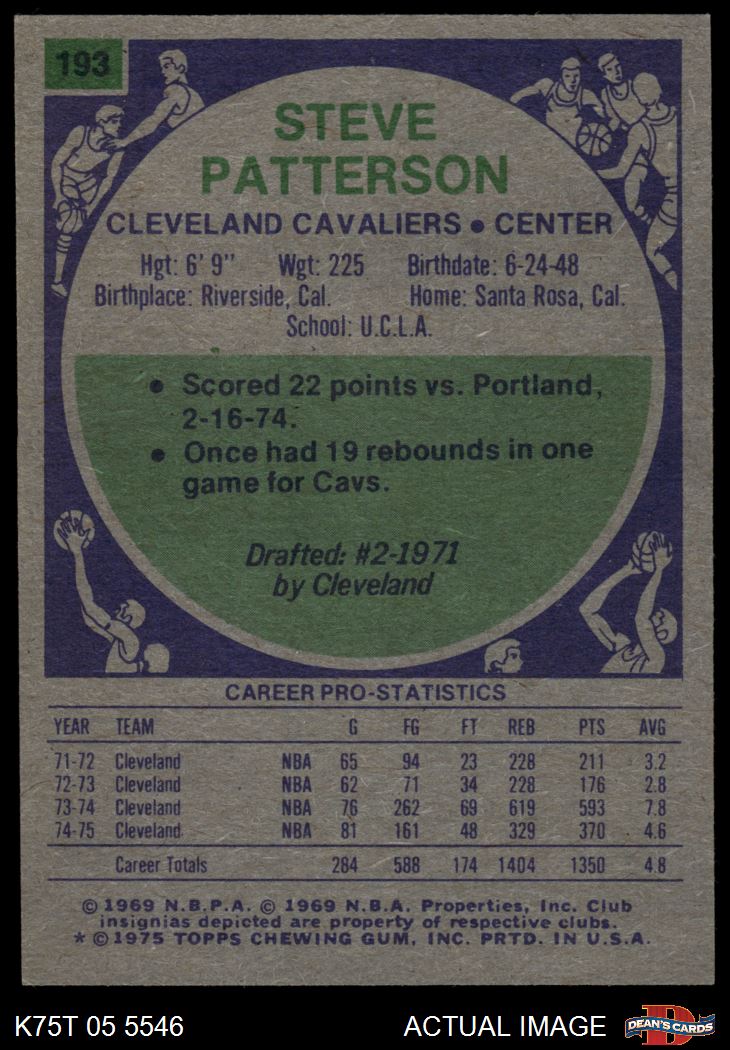 193
STEVE
PATTERSON
CLEVELAND CAVALIERS • CENTER
Hgt: 6' 9" Wgt: 225 Birthdate: 6-24-48
Birthplace: Riverside, Cal. Home: Santa Rosa, Cal.
School: U.C.L.A.
• Scored 22 points vs. Portland,
2-16-74.
• Once had 19 rebounds in one
game for Cavs.
Drafted: #2-1971
by Cleveland
CAREER PRO-STATISTICS
YEAR TEAM G FG FT REB PTS AVG
71-72 Cleveland NBA 65 94 23 228 211 3.2
72-73 Cleveland NBA 62 71 34 228 176 2.8
73-74 Cleveland NBA 76 262 69 619 593 7.8
74-75 Cleveland NBA 81 161 48 329 370 4.6
Career Totals 284 588 174 1404 1350 4.8
© 1969 N.B.P.A. © 1969 N.B.A. Properties, Inc. Club
insignias depicted are property of respective clubs.
* © 1975 TOPPS CHEWING GUM, INC. PRTD. IN U.S.A.
K75T 05 5546 ACTUAL IMAGE
D
DEAN'S CARDS